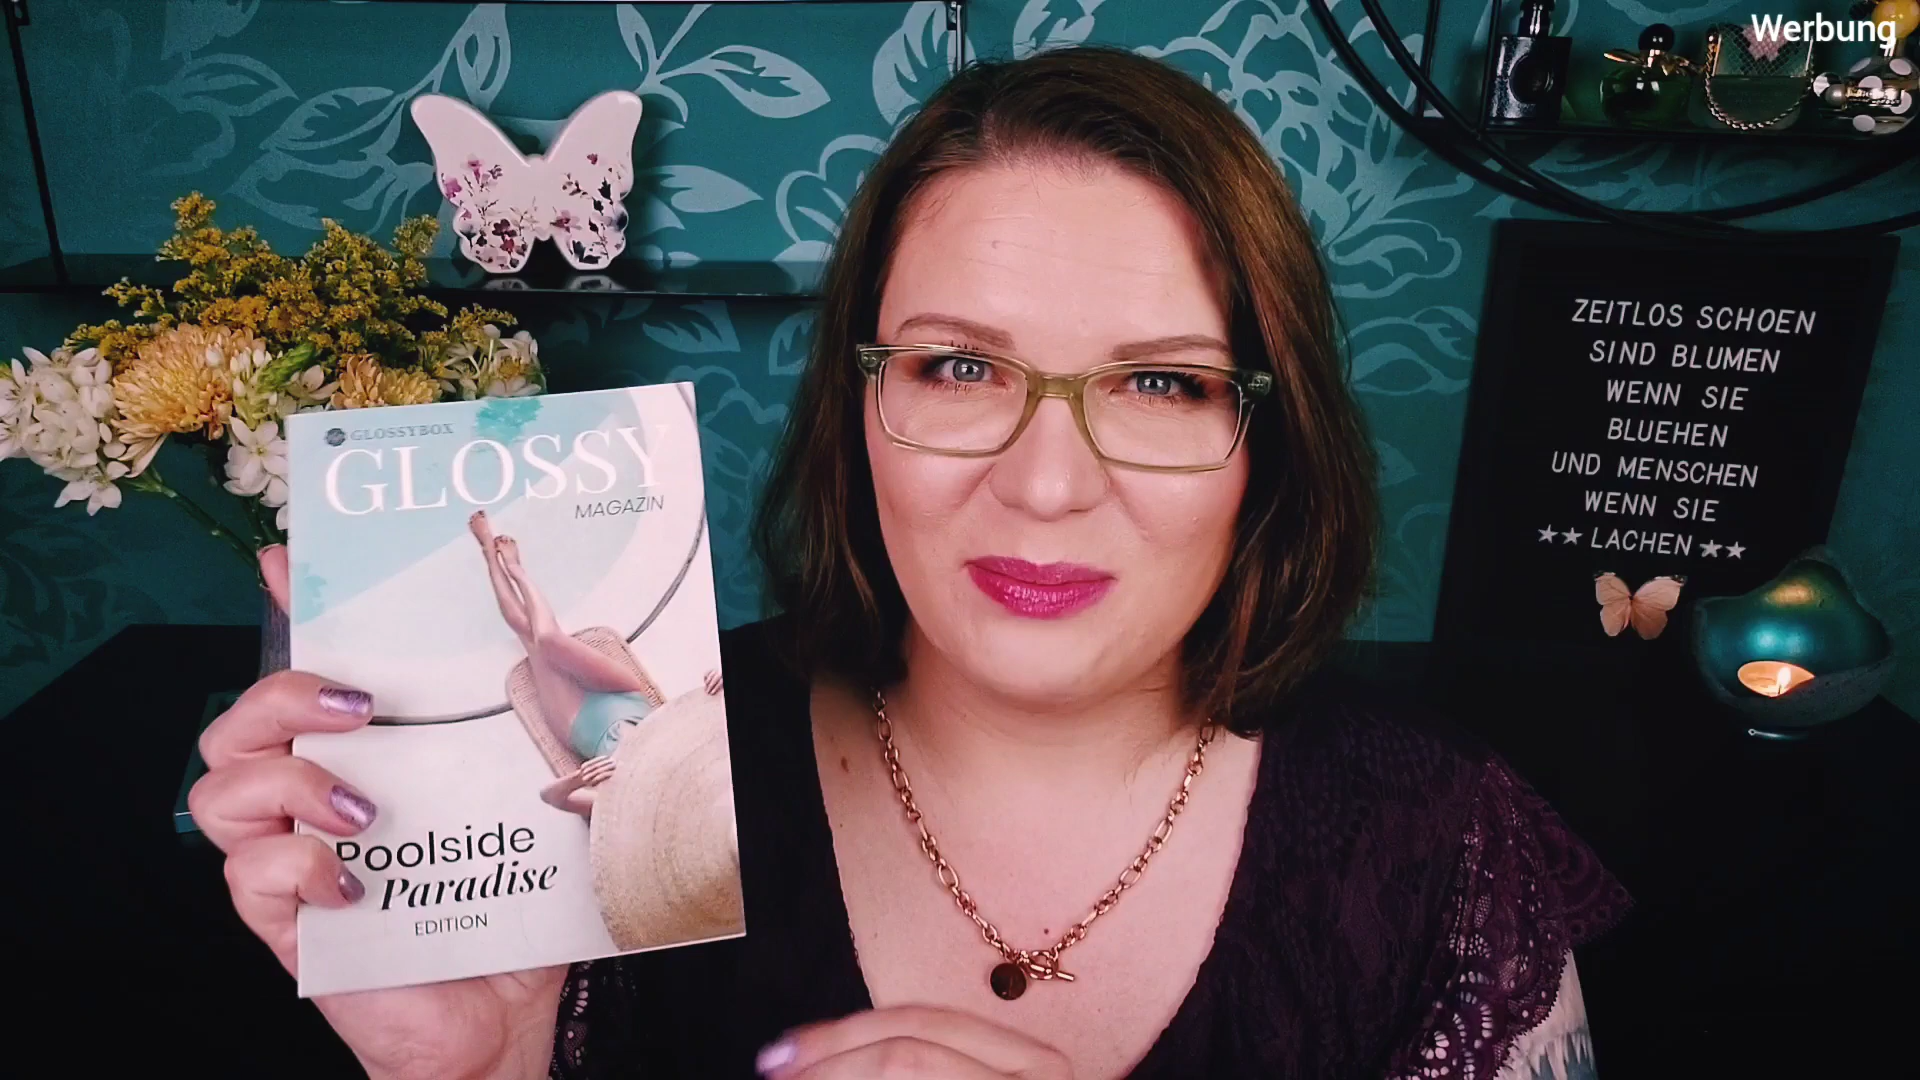 Werbung
GLOSSYBOX
GLOSSY
MAGAZIN
Poolside
Paradise
EDITION
ZEITLOS SCHOEN
SIND BLUMEN
WENN SIE
BLUEHEN
UND MENSCHEN
WENN SIE
★★ LACHEN ★★